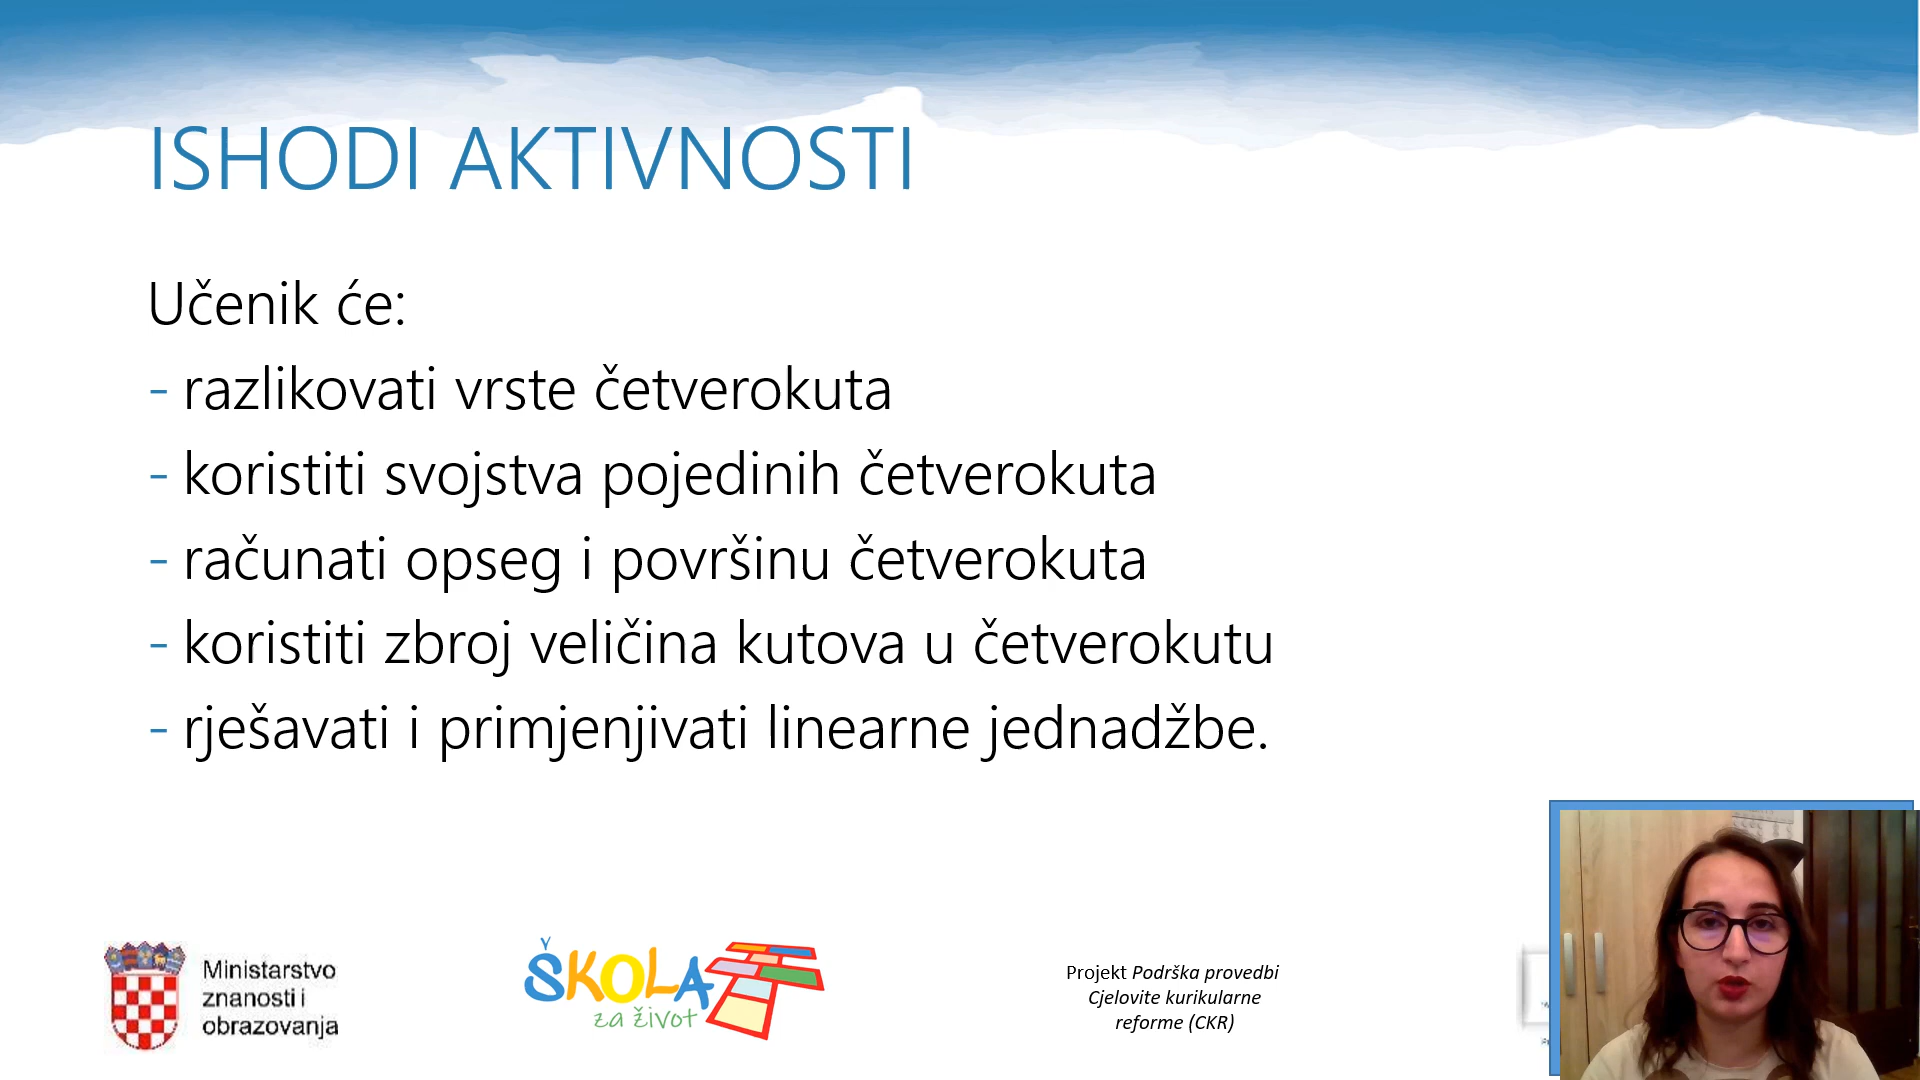 ISHODI AKTIVNOSTI
Učenik će:
- razlikovati vrste četverokuta
- koristiti svojstva pojedinih četverokuta
- računati opseg i površinu četverokuta
- koristiti zbroj veličina kutova u četverokutu
- rješavati i primjenjivati linearne jednadžbe.
Ministarstvo
znanosti i
obrazovanja
ŠKOLA
za život
Projekt Podrška provedbi
Cjelovite kurikularne
reforme (CKR)